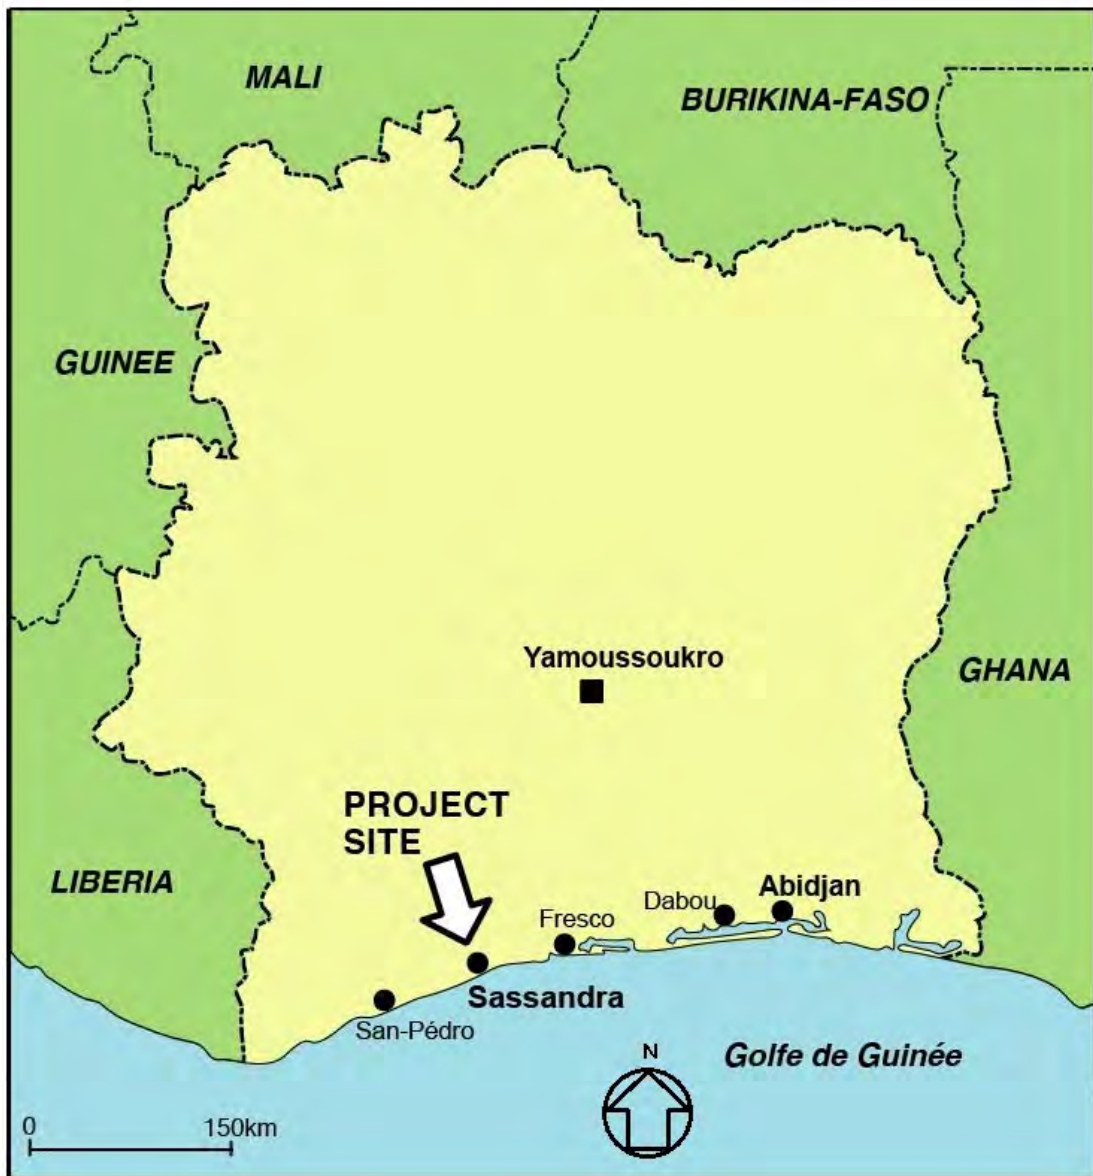 MALI
BURIKINA-FASO
GUINEE
Yamoussoukro
GHANA
PROJECT
SITE
LIBERIA
Abidjan
Dabou
Fresco
Sassandra
San-Pédro
N
Golfe de Guinée
0 150km